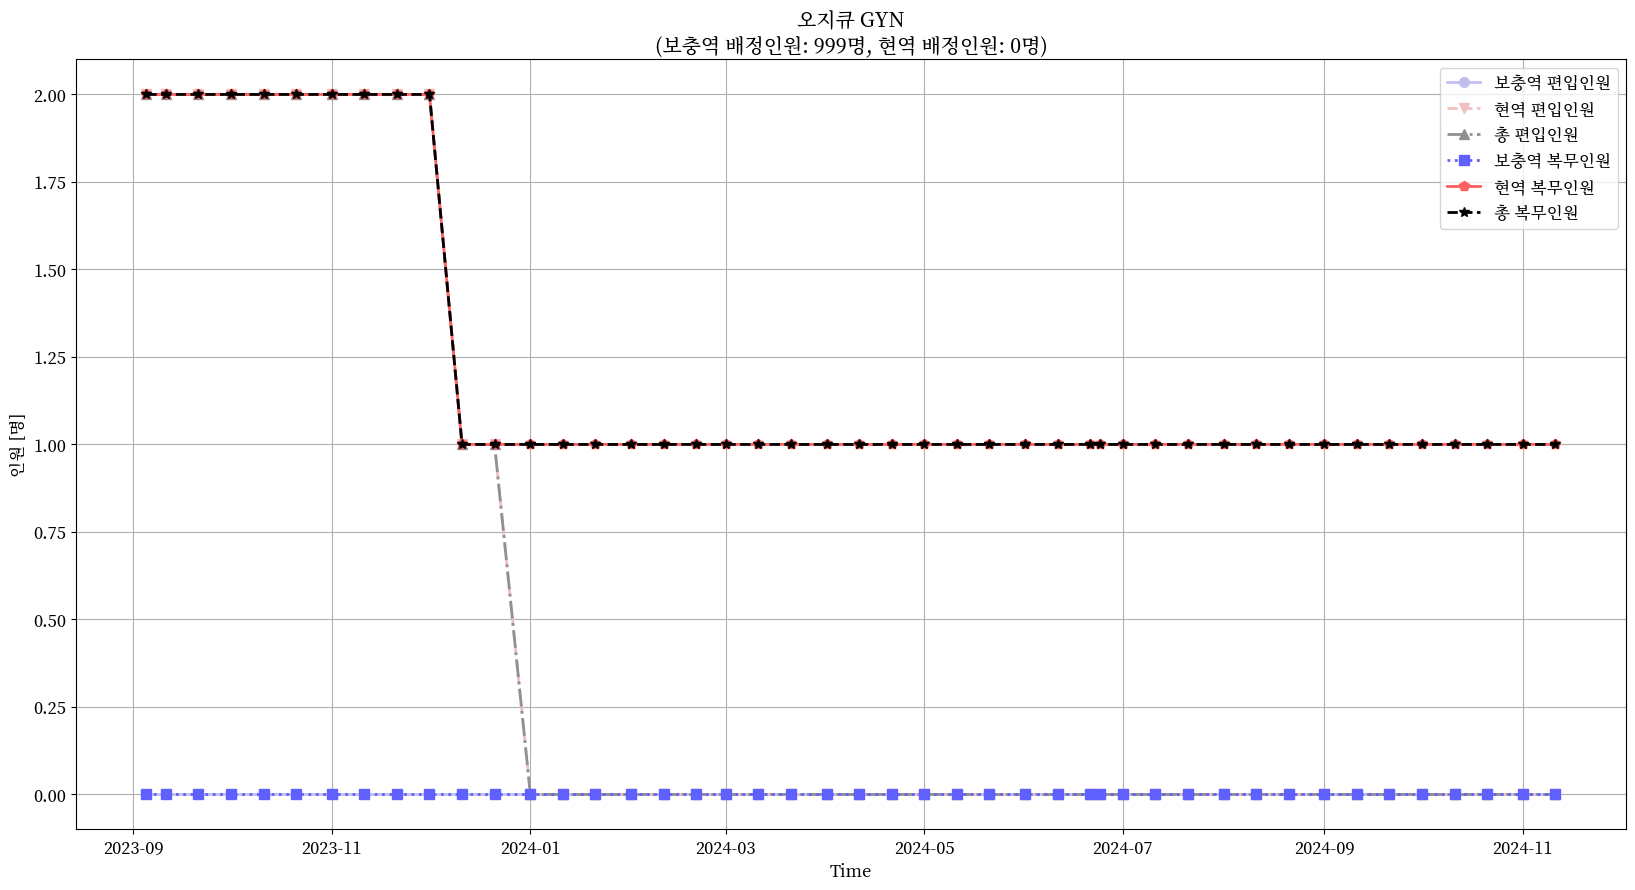 오지큐 GYN
(보충역 배정인원: 999명, 현역 배정인원: 0명)
보충역 편입인원
현역 편입인원
총 편입인원
보충역 복무인원
현역 복무인원
총 복무인원
2.00
1.75
1.50
1.25
1.00
0.75
0.50
0.25
0.00
인원 [명]
2023-09
2023-11
2024-01
2024-03
2024-05
2024-07
2024-09
2024-11
Time